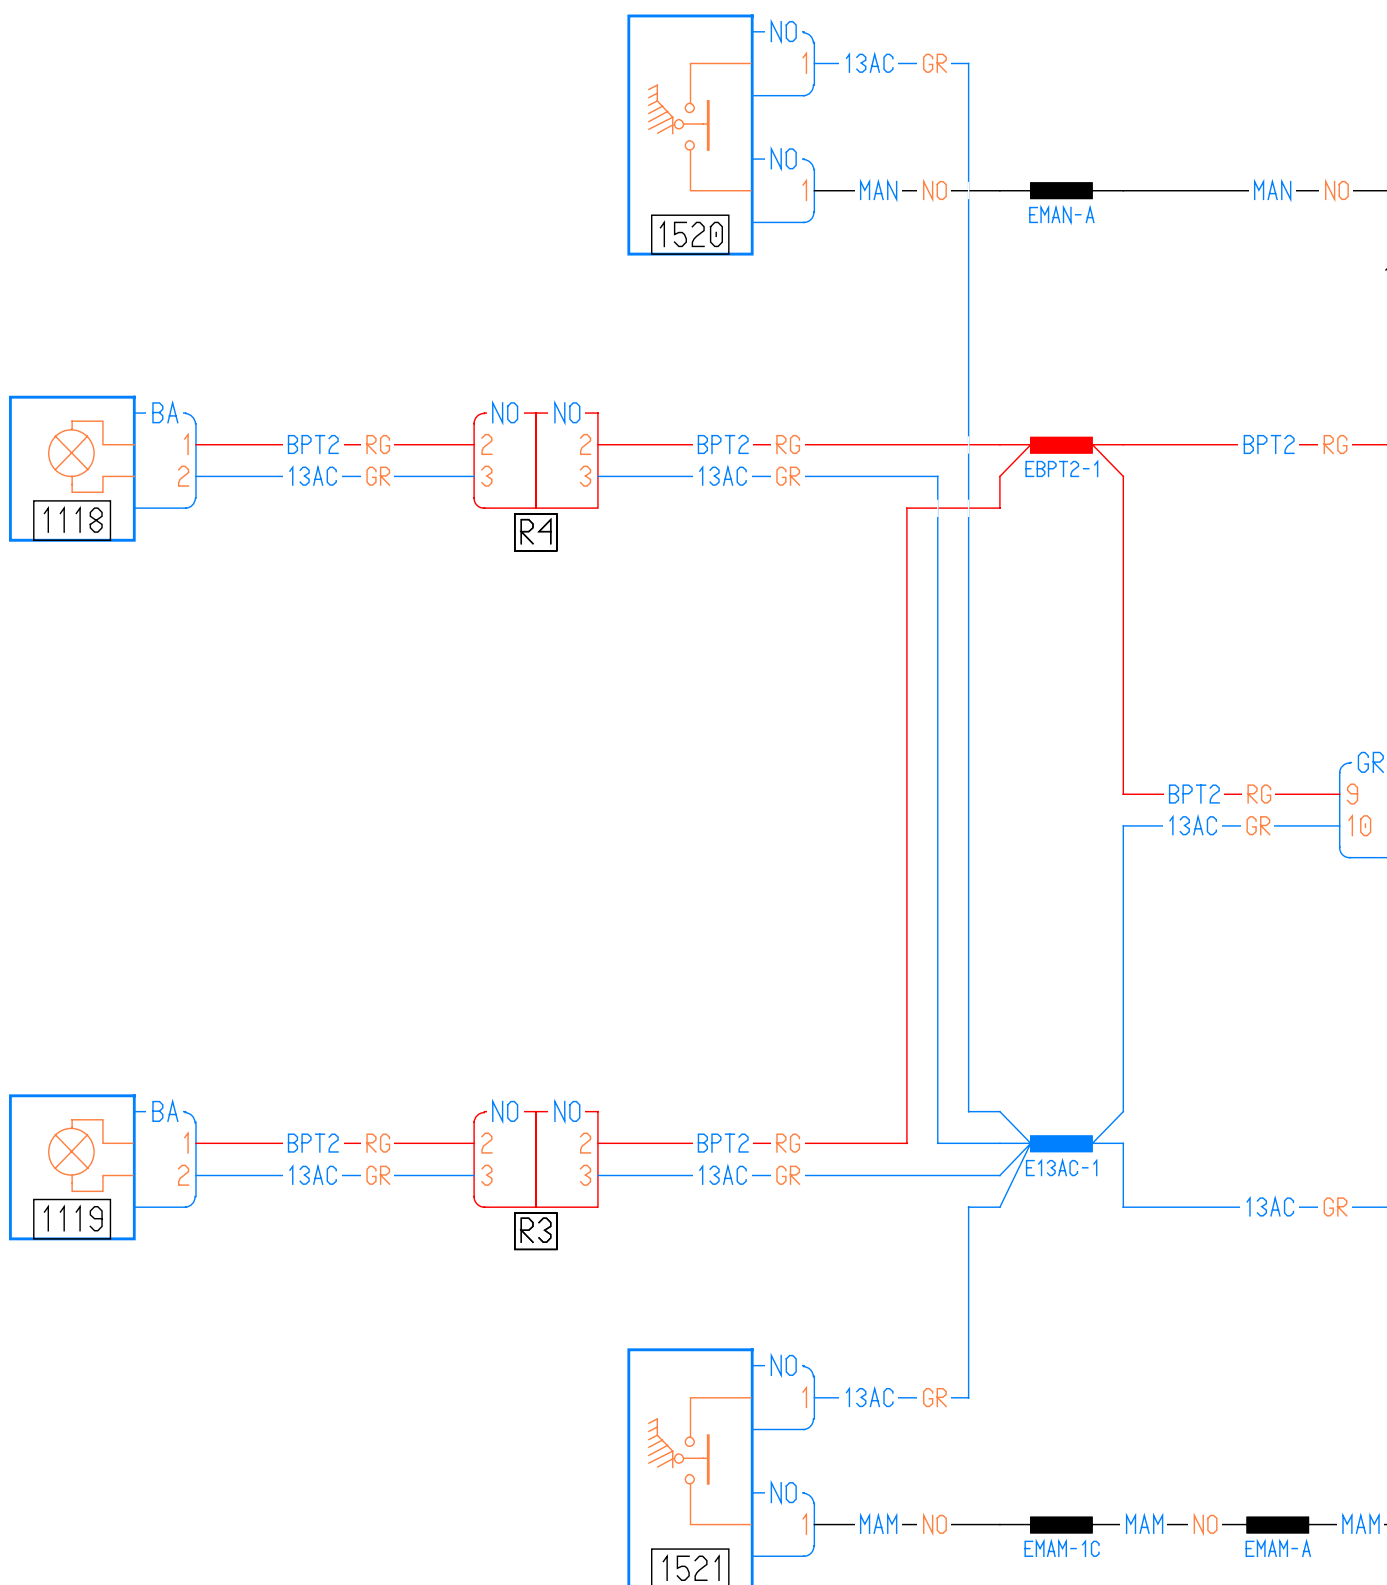 NO
1 13AC GR
NO
1 MAN NO MAN NO
EMAN-A
1520
BA NO NO
1 BPT2 RG 2 2 BPT2 RG BPT2 RG
2 13AC GR 3 3 13AC GR EBPT2-1
1118 R4
GR
BPT2 RG 9
13AC GR 10
BA NO NO
1 BPT2 RG 2 2 BPT2 RG
2 13AC GR 3 3 13AC GR E13AC-1
1119 R3 13AC GR
NO
1 13AC GR
NO
1 MAM NO MAM NO MAM
EMAM-1C EMAM-A
1521